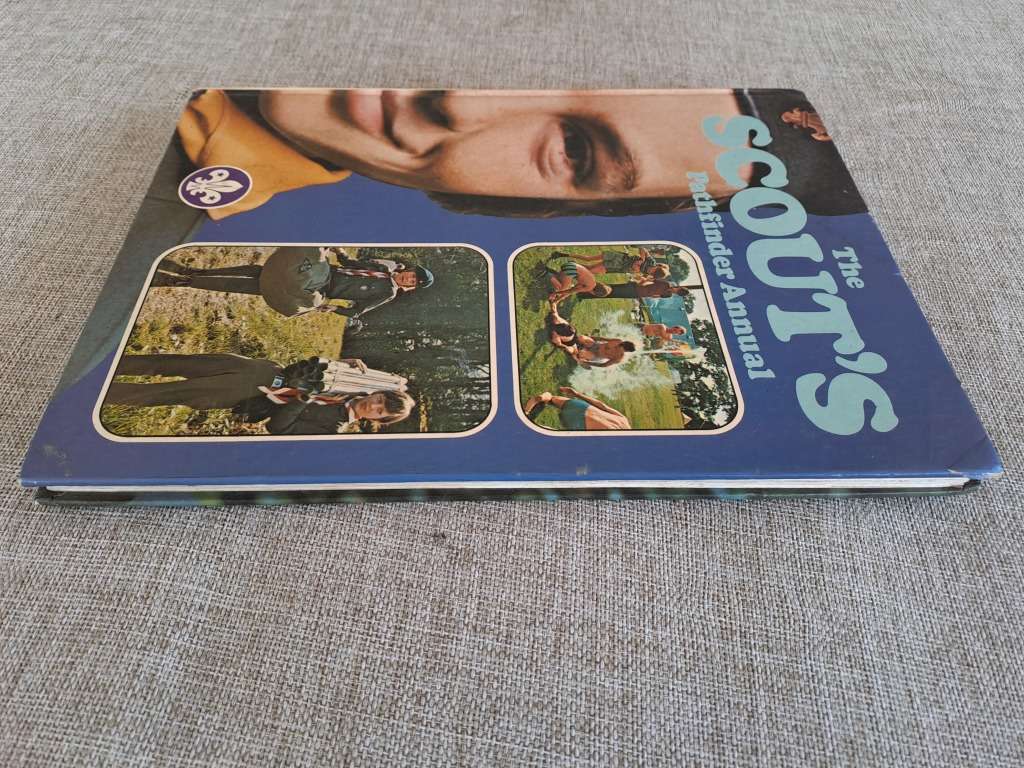 The
SCOUT'S
Pathfinder Annual